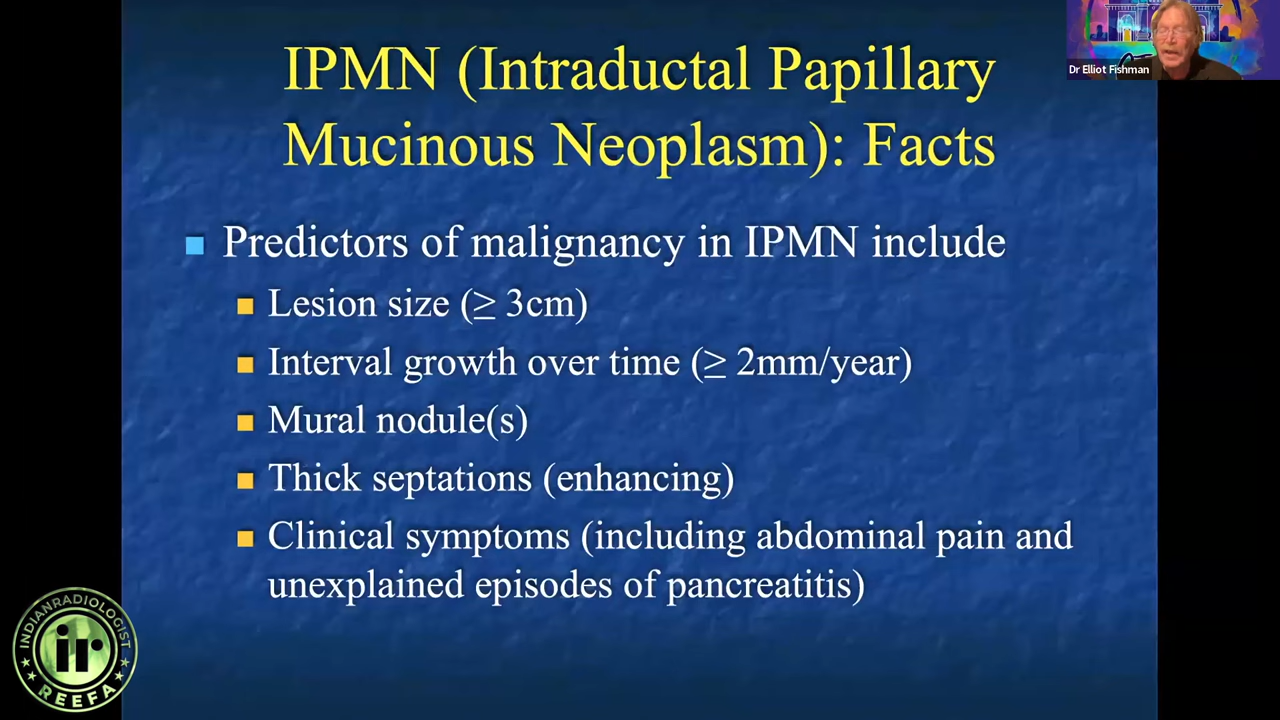 IPMN (Intraductal Papillary
Mucinous Neoplasm): Facts
Dr Elliot Fishman
Predictors of malignancy in IPMN include
Lesion size (≥ 3cm)
Interval growth over time (≥ 2mm/year)
Mural nodule(s)
Thick septations (enhancing)
Clinical symptoms (including abdominal pain and
unexplained episodes of pancreatitis)
INDIANRADIOLOGIST
ir
REEFA